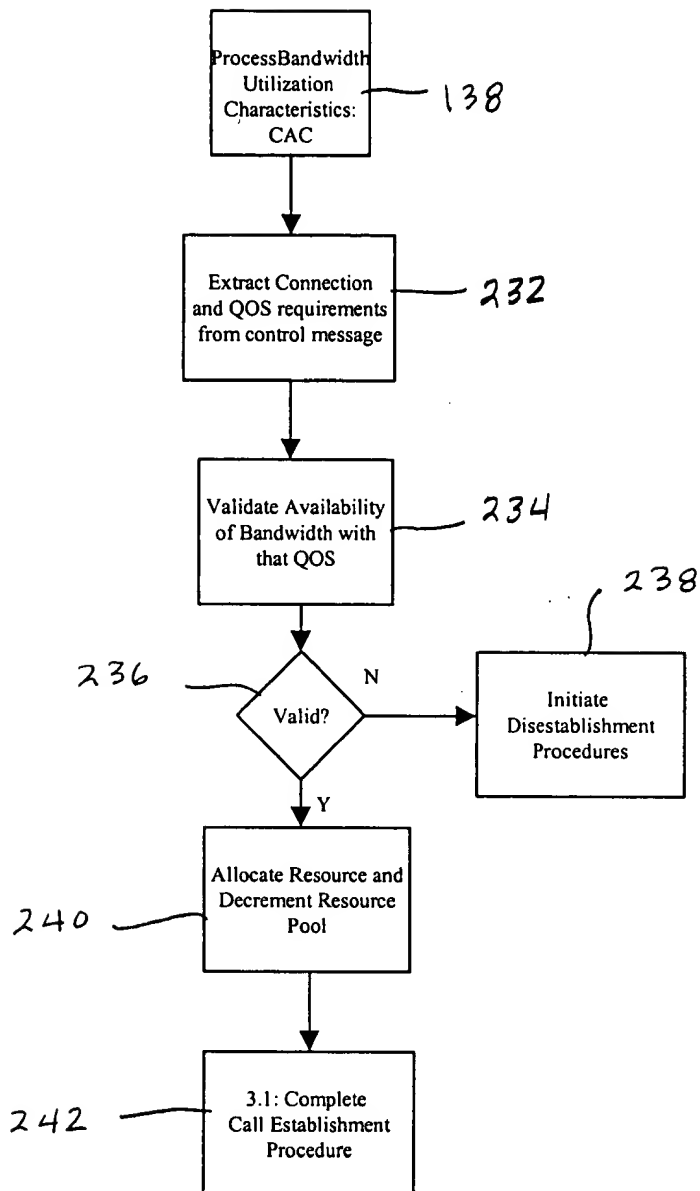 ProcessBandwidth
Utilization
Characteristics:
CAC
138
Extract Connection
and QOS requirements
from control message
232
Validate Availability
of Bandwidth with
that QOS
234
238
236
N
Valid?
Initiate
Disestablishment
Procedures
Y
Allocate Resource and
Decrement Resource
Pool
240
3.1: Complete
Call Establishment
Procedure
242